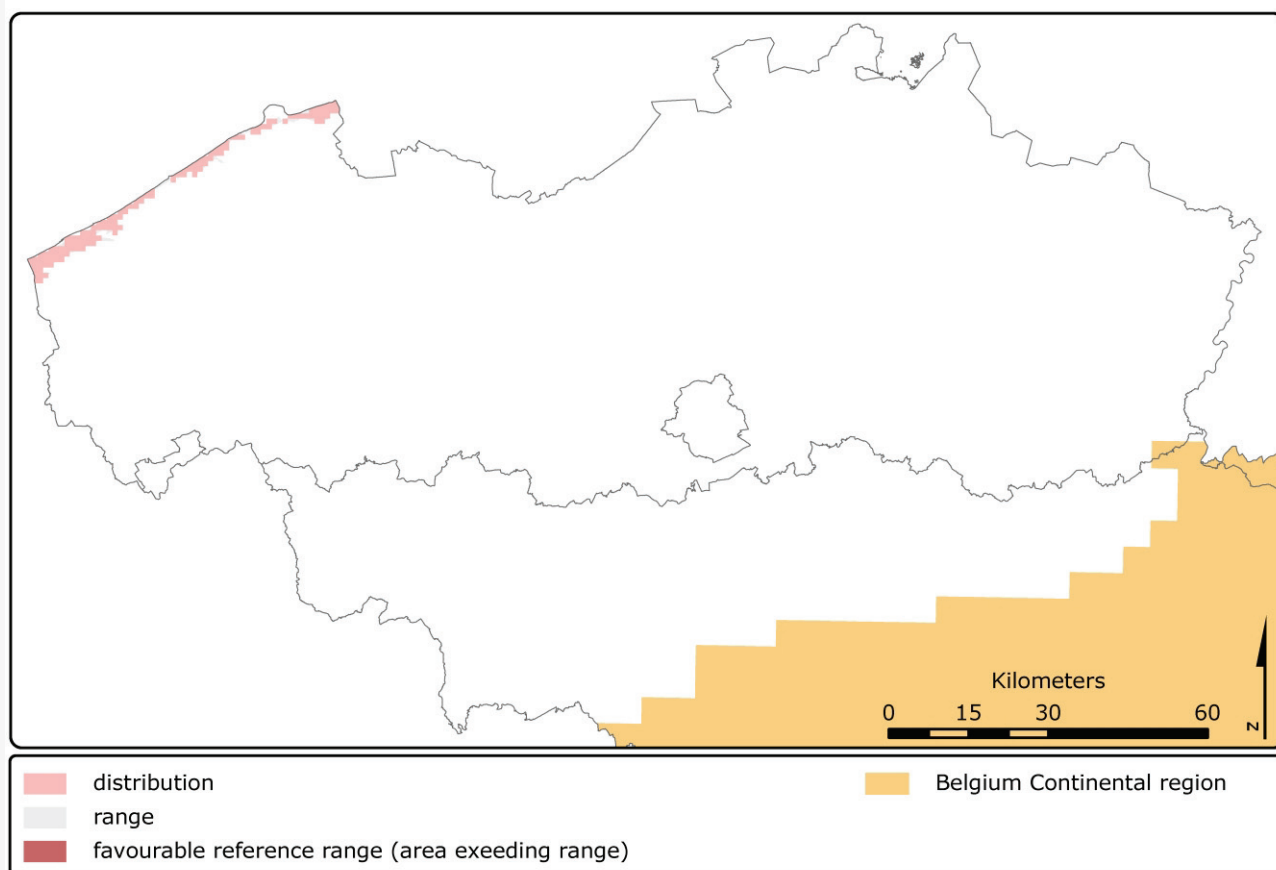 Kilometers
0 15 30 60
z
distribution
range
favourable reference range (area exeeding range)
Belgium Continental region